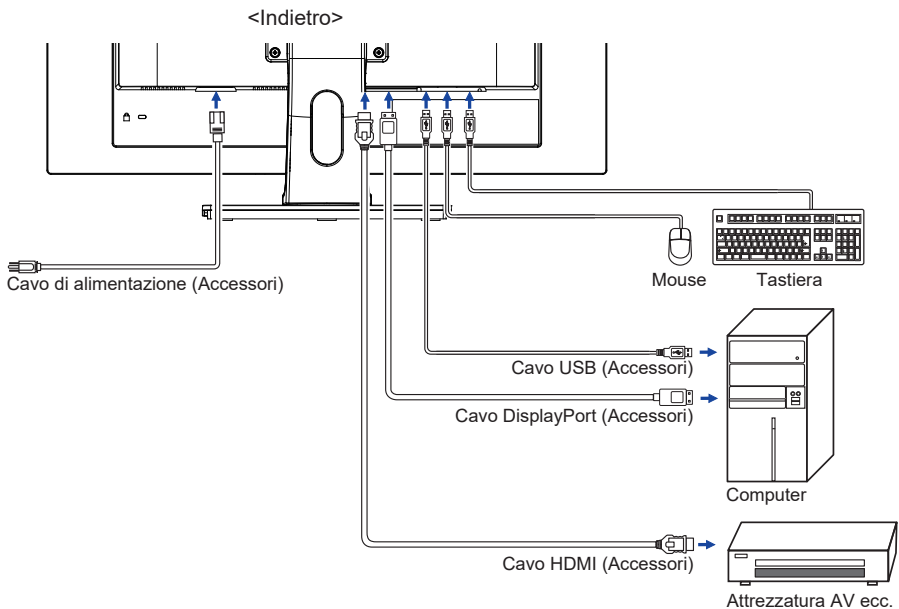 <Indietro>
Cavo di alimentazione (Accessori)
Mouse
Tastiera
Cavo USB (Accessori)
Cavo DisplayPort (Accessori)
Computer
Cavo HDMI (Accessori)
Attrezzatura AV ecc.